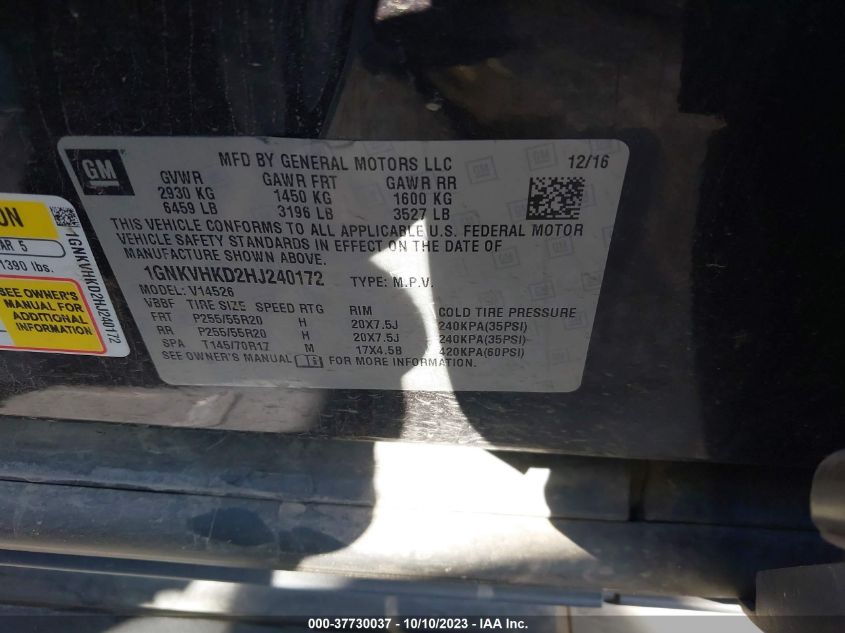 GM
MFD BY GENERAL MOTORS LLC 12/16
GVWR GAWR FRT GAWR RR
2930 KG 1450 KG 1600 KG
6459 LB 3196 LB 3527 LB
THIS VEHICLE CONFORMS TO ALL APPLICABLE U.S. FEDERAL MOTOR
VEHICLE SAFETY STANDARDS IN EFFECT ON THE DATE OF
MANUFACTURE SHOWN ABOVE.
1GNKVHKD2HJ240172 TYPE: M.P.V.
MODEL: V14526
VBBF TIRE SIZE SPEED RTG RIM COLD TIRE PRESSURE
FRT P255/55R20 H 20X7.5J 240KPA(35PSI)
RR P255/55R20 H 20X7.5J 240KPA(35PSI)
SPA T145/70R17 M 17X4.5B 420KPA(60PSI)
SEE OWNER'S MANUAL FOR MORE INFORMATION.
ON
AR 5
1390 lbs.
SEE OWNER'S
MANUAL FOR
ADDITIONAL
INFORMATION
1GNKVHKD2HJ240172
000-37730037 - 10/10/2023 - © IAA Inc.